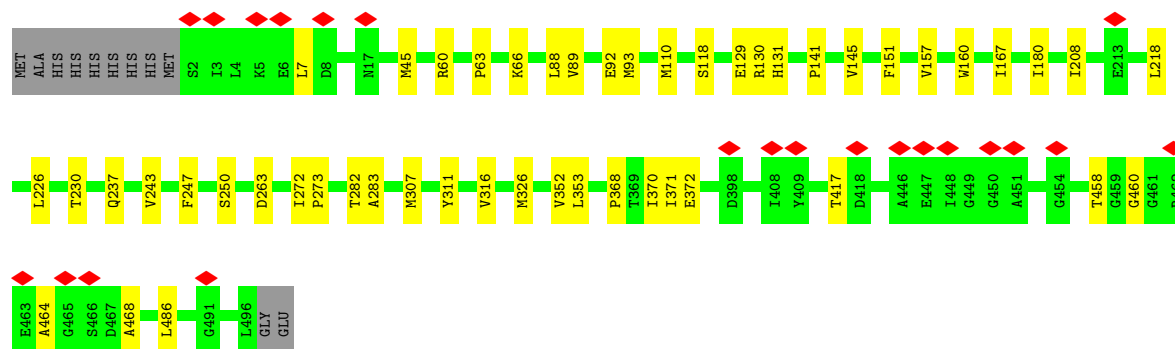 MET ALA HIS HIS HIS HIS HIS HIS MET S2 I3 L4 K5 E6 L7 D8 N17 M45 R60 P63 K66 L88 V89 E92 M93 M110 S118 E129 R130 H131 P141 V145 F151 V157 W160 I167 I180 I208 E213 L218
L226 T230 Q237 V243 F247 S250 D263 I272 P273 T282 A283 M307 Y311 V316 M326 V352 L353 P368 T369 I370 I371 E372 D398 I408 Y409 T417 D418 A446 E447 I448 G449 G450 A451 G454 T458 G459 G460 G461
E463 A464 G465 S466 D467 A468 L486 G491 L496 GLY GLU